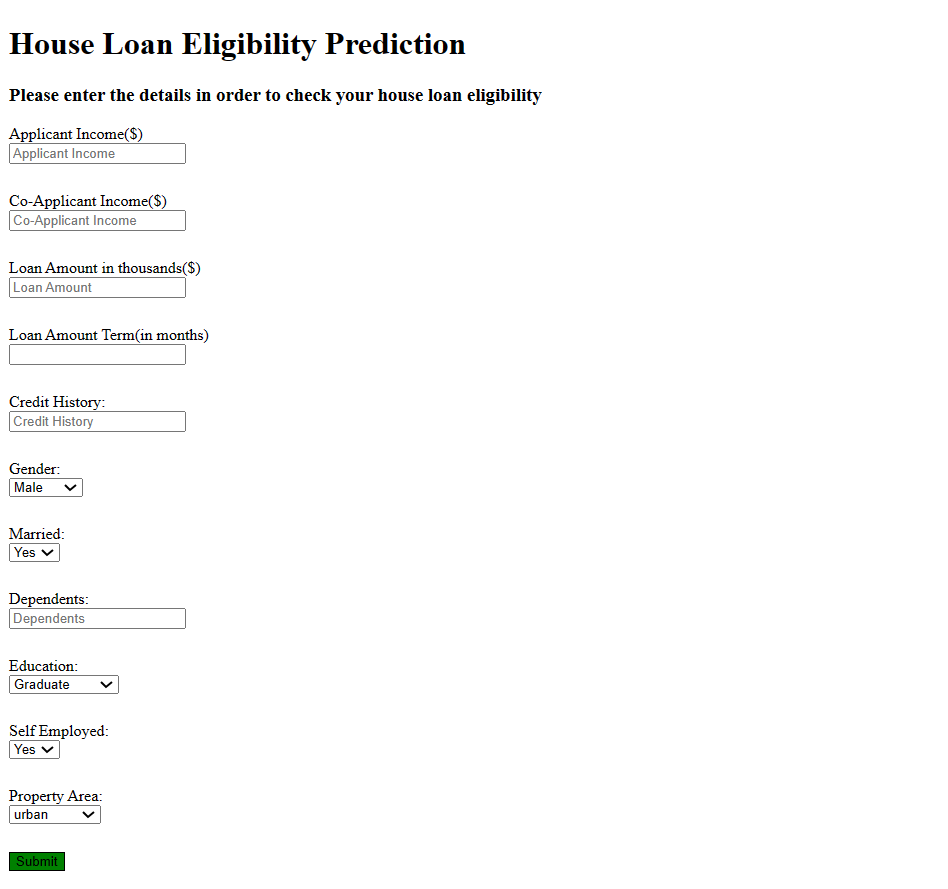 House Loan Eligibility Prediction
Please enter the details in order to check your house loan eligibility
Applicant Income($)
Applicant Income
Co-Applicant Income($)
Co-Applicant Income
Loan Amount in thousands($)
Loan Amount
Loan Amount Term(in months)
Credit History:
Credit History
Gender:
Male
Married:
Yes
Dependents:
Dependents
Education:
Graduate
Self Employed:
Yes
Property Area:
urban
Submit